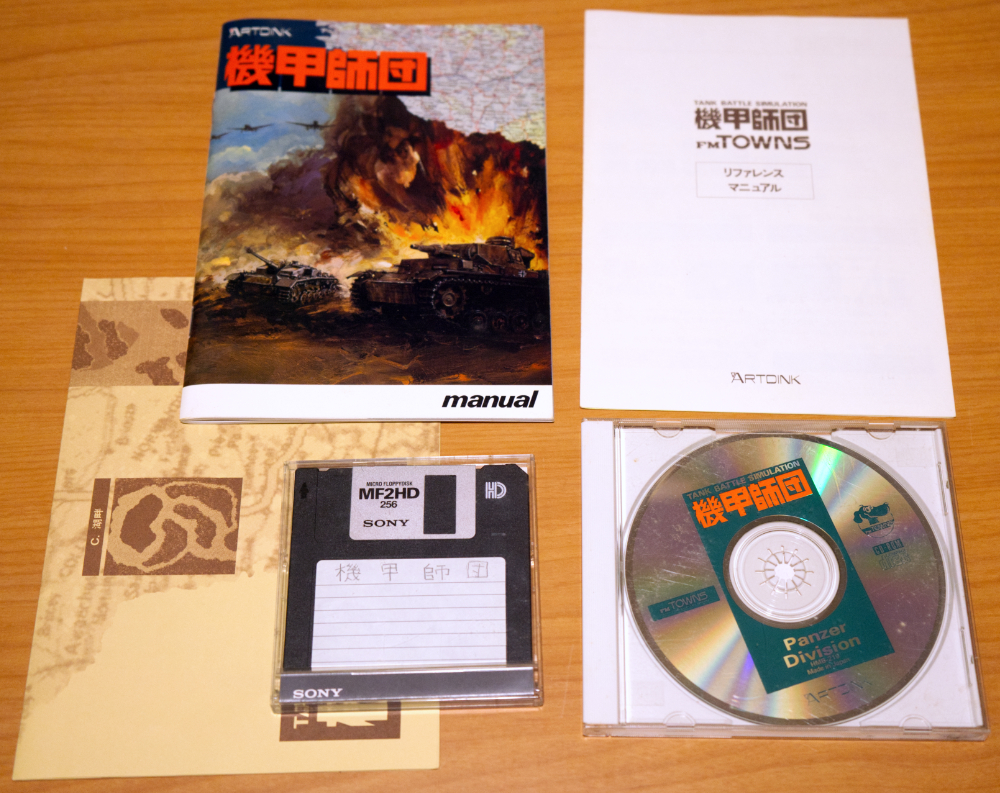 ARTDINK
機甲師団
manual
TANK BATTLE SIMULATION
機甲師団
FM TOWNS
リファレンス
マニュアル
ARTDINK
C. 湖畔
MICRO FLOPPYDISK
MF2HD
256
SONY
HD
機甲師団
SONY
TANK BATTLE SIMULATION
機甲師団
CD-ROM
FM TOWNS
Panzer
Division
Made in Japan
ARTDINK